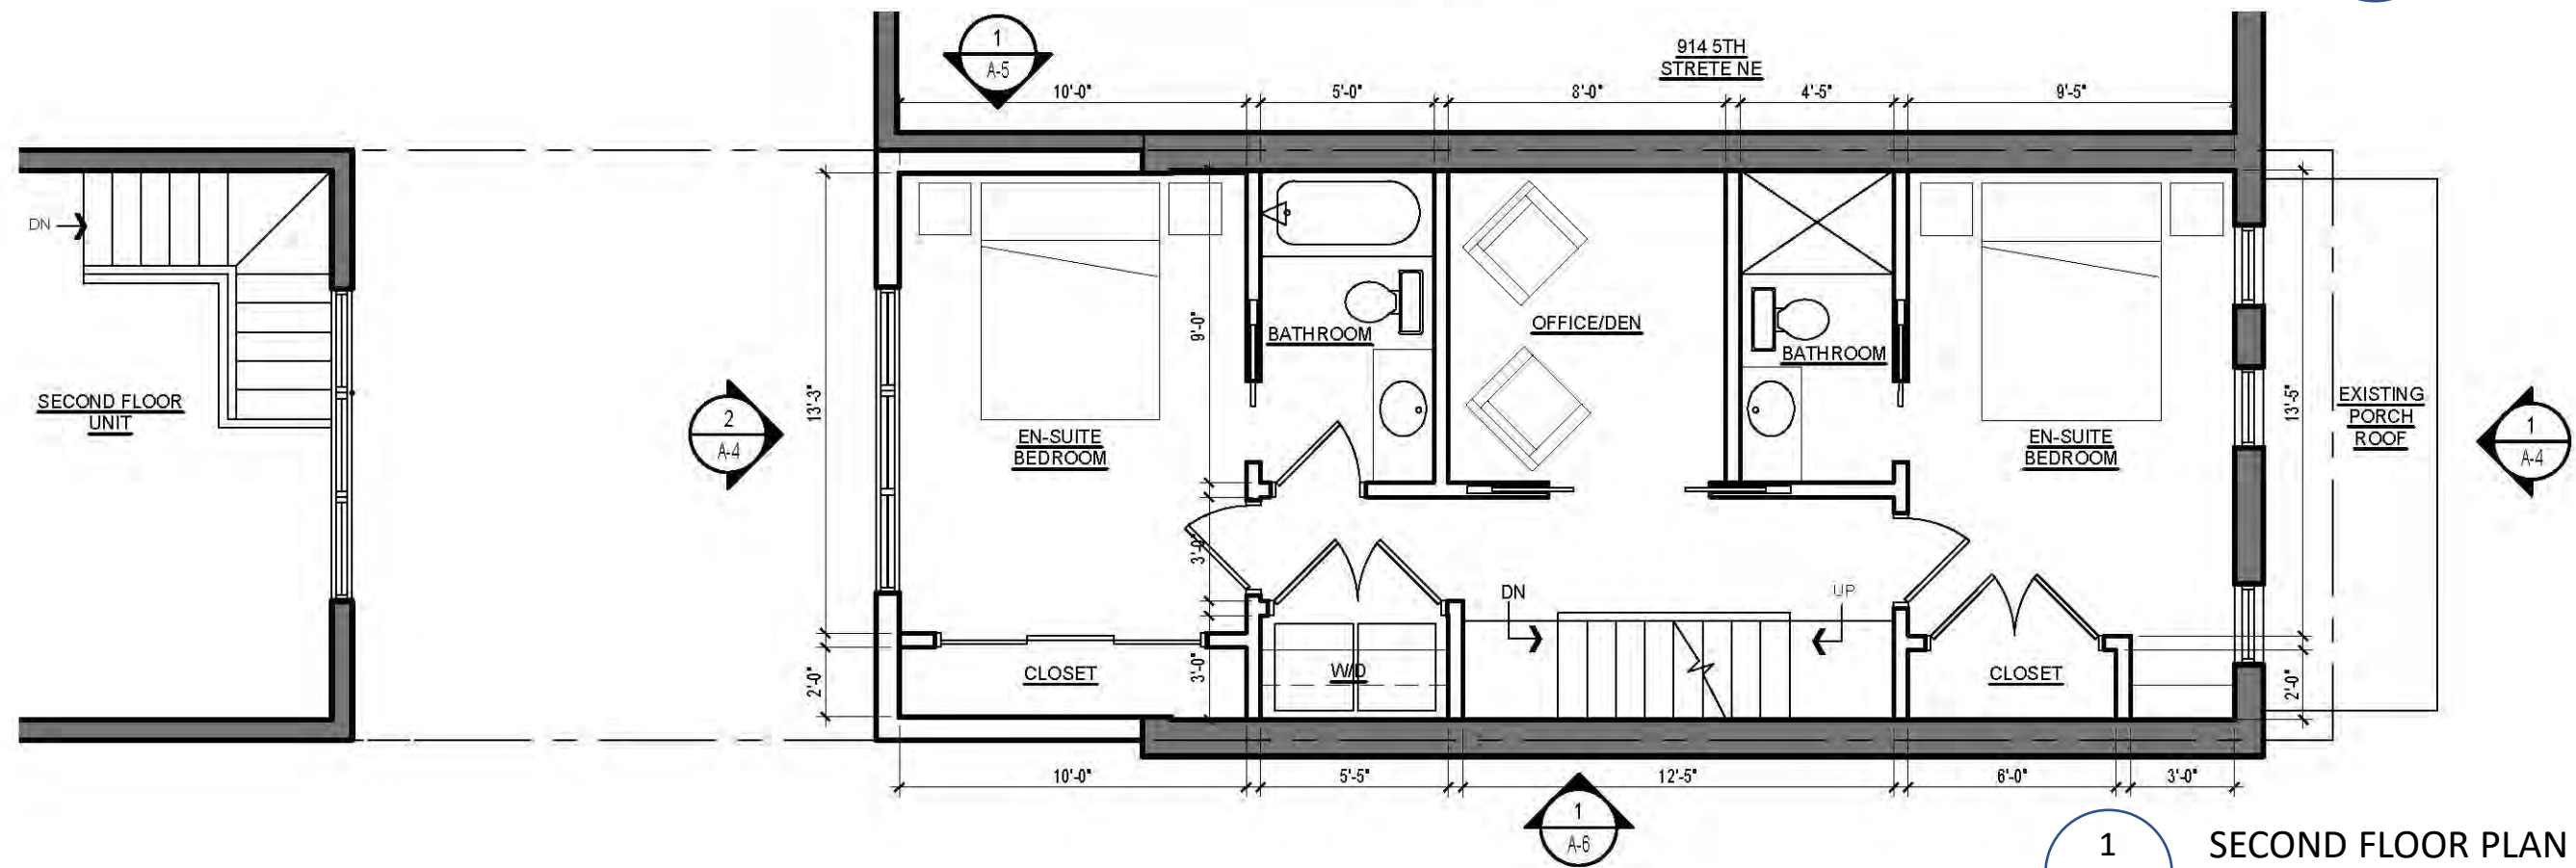 1
A-5
914 5TH
STRETE NE
10'-0"
5'-0"
8'-0"
4'-5"
9'-5"
DN
SECOND FLOOR
UNIT
2
A-4
13'-3"
2'-0"
EN-SUITE
BEDROOM
CLOSET
9'-0"
3'-0"
3'-0"
BATHROOM
W/D
OFFICE/DEN
DN
UP
BATHROOM
EN-SUITE
BEDROOM
CLOSET
13'-5"
2'-0"
EXISTING
PORCH
ROOF
1
A-4
10'-0"
5'-5"
12'-5"
6'-0"
3'-0"
1
A-6
1
SECOND FLOOR PLAN